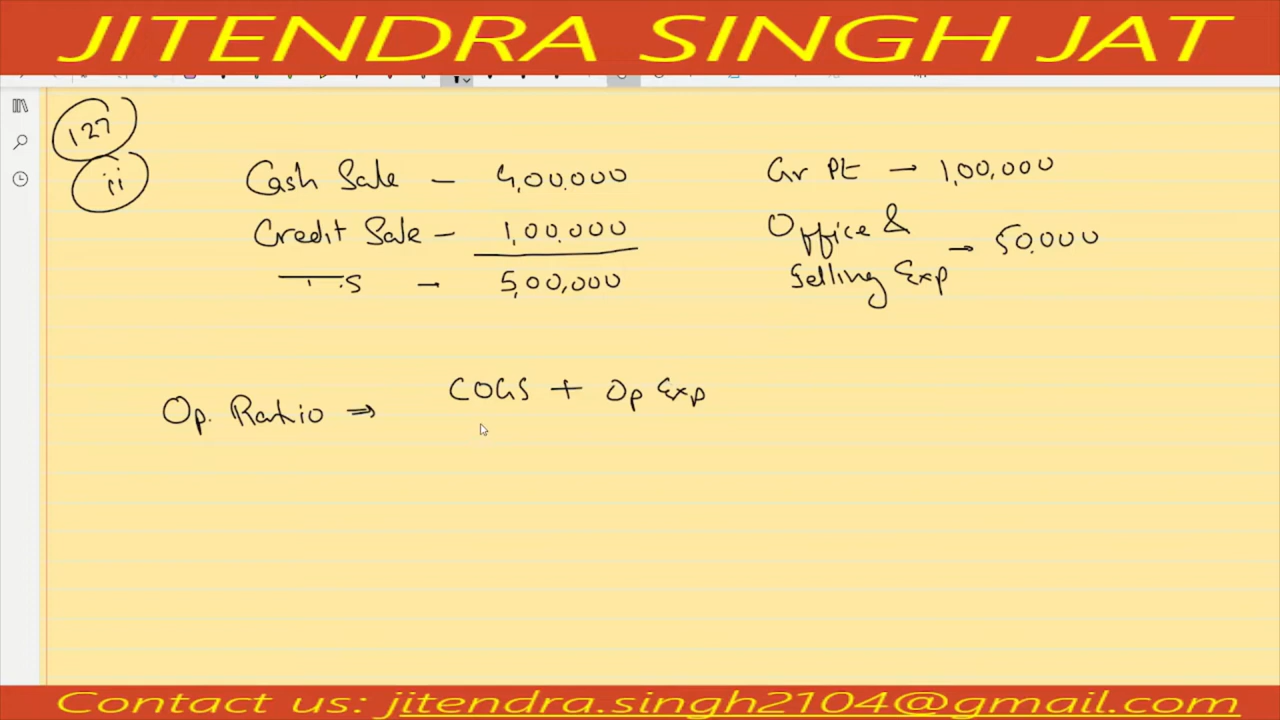 JITENDRA SINGH JAT
127
ii
Cash Sale - 4,00,000
Credit Sale - 1,00,000
T.S - 5,00,000
Gr Pt - 1,00,000
Office &
Selling Exp - 50,000
Op. Ratio ⇒ COGS + Op Exp
Contact us: jitendra.singh2104@gmail.com